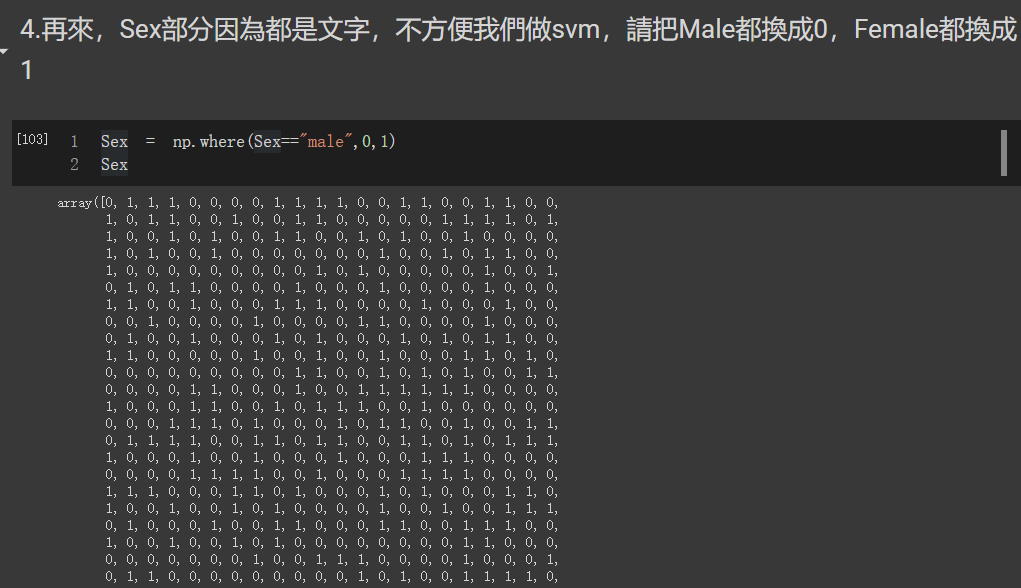 4.再來，Sex部分因為都是文字，不方便我們做svm，請把Male都換成0，Female都換成
1
[103] 1 Sex = np.where(Sex=="male",0,1)
2 Sex
array([0, 1, 1, 1, 0, 0, 0, 0, 1, 1, 1, 1, 0, 0, 1, 1, 0, 0, 1, 1, 0, 0,
1, 0, 1, 1, 0, 0, 1, 0, 0, 1, 1, 0, 0, 0, 0, 1, 1, 1, 1, 0, 1,
1, 0, 0, 1, 0, 1, 0, 0, 1, 1, 0, 0, 1, 0, 1, 0, 0, 1, 0, 0, 0, 0,
1, 0, 1, 0, 0, 1, 0, 0, 0, 0, 0, 0, 0, 1, 0, 0, 1, 0, 1, 1, 0, 0,
1, 0, 0, 0, 0, 0, 0, 0, 0, 1, 0, 1, 0, 0, 0, 0, 0, 1, 0, 0, 1,
0, 1, 0, 1, 1, 0, 0, 0, 1, 0, 1, 0, 0, 1, 0, 0, 0, 0, 1, 0, 0, 0,
1, 1, 0, 0, 1, 0, 0, 0, 1, 1, 1, 0, 0, 0, 0, 1, 0, 0, 0, 1, 0, 0,
0, 0, 1, 0, 0, 0, 0, 1, 0, 0, 0, 0, 1, 1, 0, 0, 0, 0, 1, 0, 0, 0,
0, 1, 0, 0, 1, 0, 0, 0, 1, 0, 1, 0, 0, 0, 1, 0, 1, 0, 1, 1, 0, 0,
1, 1, 0, 0, 0, 0, 0, 1, 0, 0, 1, 0, 0, 1, 0, 0, 0, 1, 1, 0, 1, 0,
0, 0, 0, 0, 0, 0, 0, 0, 0, 1, 1, 0, 0, 1, 0, 1, 0, 1, 0, 0, 1, 1,
0, 0, 0, 0, 1, 1, 0, 0, 0, 1, 0, 0, 1, 1, 1, 1, 1, 1, 0, 0, 0, 0,
1, 0, 0, 0, 1, 1, 0, 0, 1, 0, 1, 1, 1, 0, 0, 1, 0, 0, 0, 0, 0, 0,
0, 0, 0, 1, 1, 1, 0, 1, 0, 0, 0, 1, 0, 0, 1, 1, 0, 1, 0, 0, 1, 1,
0, 1, 1, 1, 1, 0, 0, 1, 1, 0, 1, 0, 0, 1, 1, 0, 0, 1, 0, 1, 1, 1,
1, 0, 0, 0, 1, 0, 0, 1, 0, 0, 0, 1, 0, 0, 0, 1, 1, 1, 0, 0, 0, 0,
0, 0, 0, 0, 1, 1, 1, 1, 0, 0, 1, 0, 0, 0, 1, 1, 1, 1, 0, 0, 0, 0,
1, 1, 1, 0, 0, 0, 1, 1, 0, 1, 0, 0, 0, 1, 0, 1, 0, 0, 0, 1, 1, 0,
1, 0, 0, 1, 0, 0, 1, 0, 0, 1, 0, 0, 0, 0, 0, 0, 1, 0, 0, 1, 1, 1,
0, 1, 0, 0, 0, 1, 0, 0, 1, 1, 0, 0, 0, 1, 1, 0, 0, 1, 1, 1, 0, 0,
1, 0, 0, 1, 0, 0, 1, 0, 1, 0, 0, 0, 0, 0, 0, 0, 0, 1, 1, 0, 0, 0,
0, 0, 0, 0, 0, 0, 0, 1, 0, 0, 1, 1, 1, 0, 0, 0, 0, 1, 0, 0, 0, 1,
0, 1, 1, 0, 0, 0, 0, 0, 0, 0, 0, 0, 1, 0, 1, 0, 0, 1, 1, 1, 1, 0,